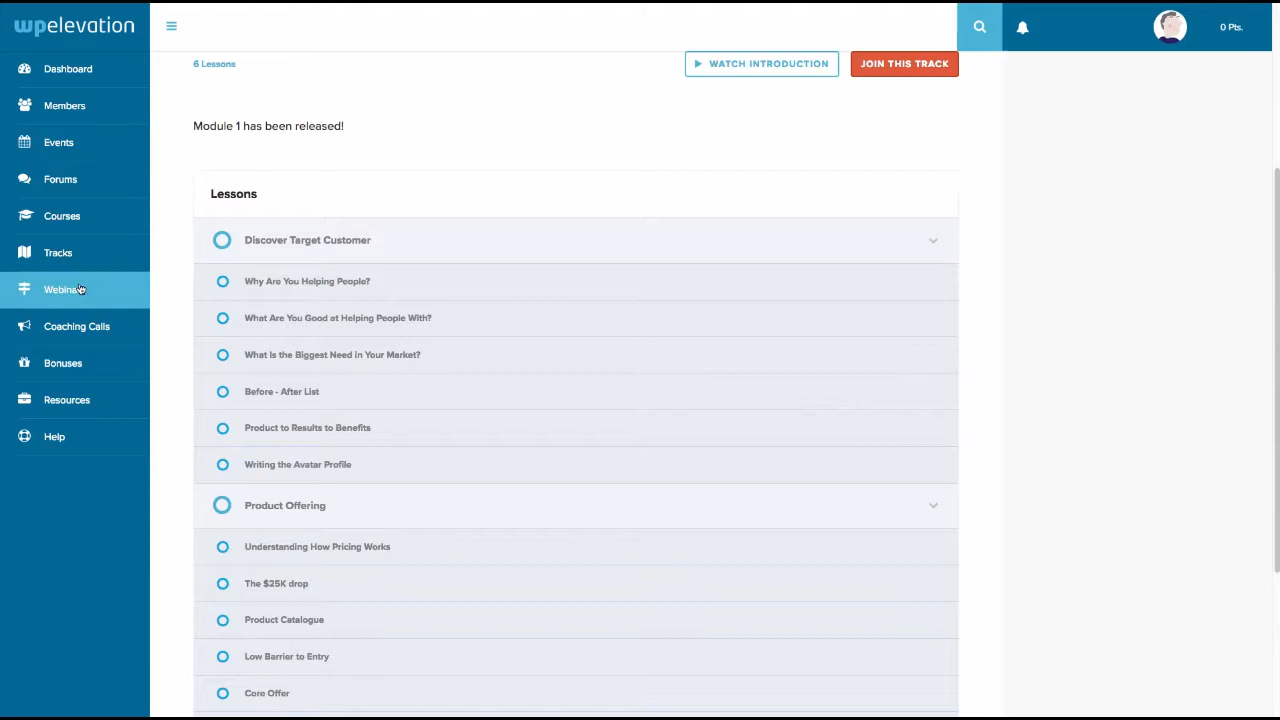 wpelevation
0 Pts.
Dashboard
Members
Events
Forums
Courses
Tracks
Coaching Calls
Bonuses
Resources
Help
6 Lessons
WATCH INTRODUCTION
JOIN THIS TRACK
Module 1 has been released!
Lessons
Discover Target Customer
Why Are You Helping People?
What Are You Good at Helping People With?
What Is the Biggest Need in Your Market?
Before - After List
Product to Results to Benefits
Writing the Avatar Profile
Product Offering
Understanding How Pricing Works
The $25K drop
Product Catalogue
Low Barrier to Entry
Core Offer